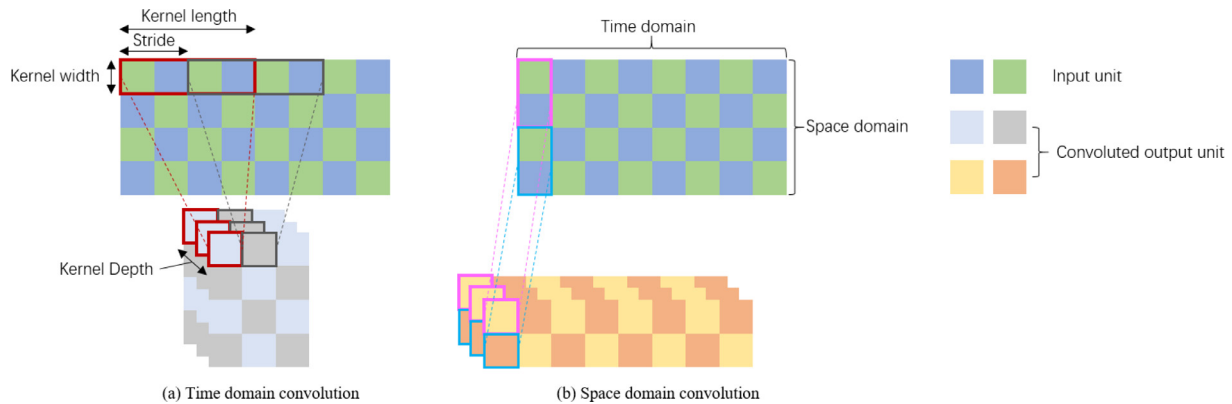 Kernel length
Stride
Kernel width
Kernel Depth
(a) Time domain convolution
Time domain
Space domain
(b) Space domain convolution
Input unit
Convoluted output unit